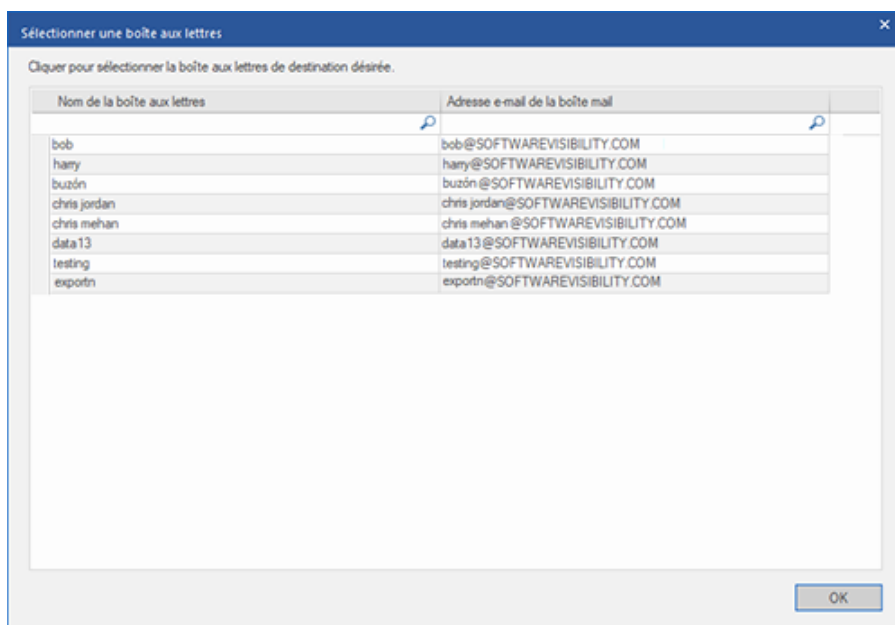 Sélectionner une boîte aux lettres
Cliquer pour sélectionner la boîte aux lettres de destination désirée.
Nom de la boîte aux lettres Adresse e-mail de la boîte mail
bob bob@SOFTWAREVISIBILITY.COM
harry harry@SOFTWAREVISIBILITY.COM
buzón buzón@SOFTWAREVISIBILITY.COM
chris jordan chris jordan@SOFTWAREVISIBILITY.COM
chris mehan chris mehan @SOFTWAREVISIBILITY.COM
data13 data13@SOFTWAREVISIBILITY.COM
testing testing@SOFTWAREVISIBILITY.COM
exportn exportn@SOFTWAREVISIBILITY.COM
OK